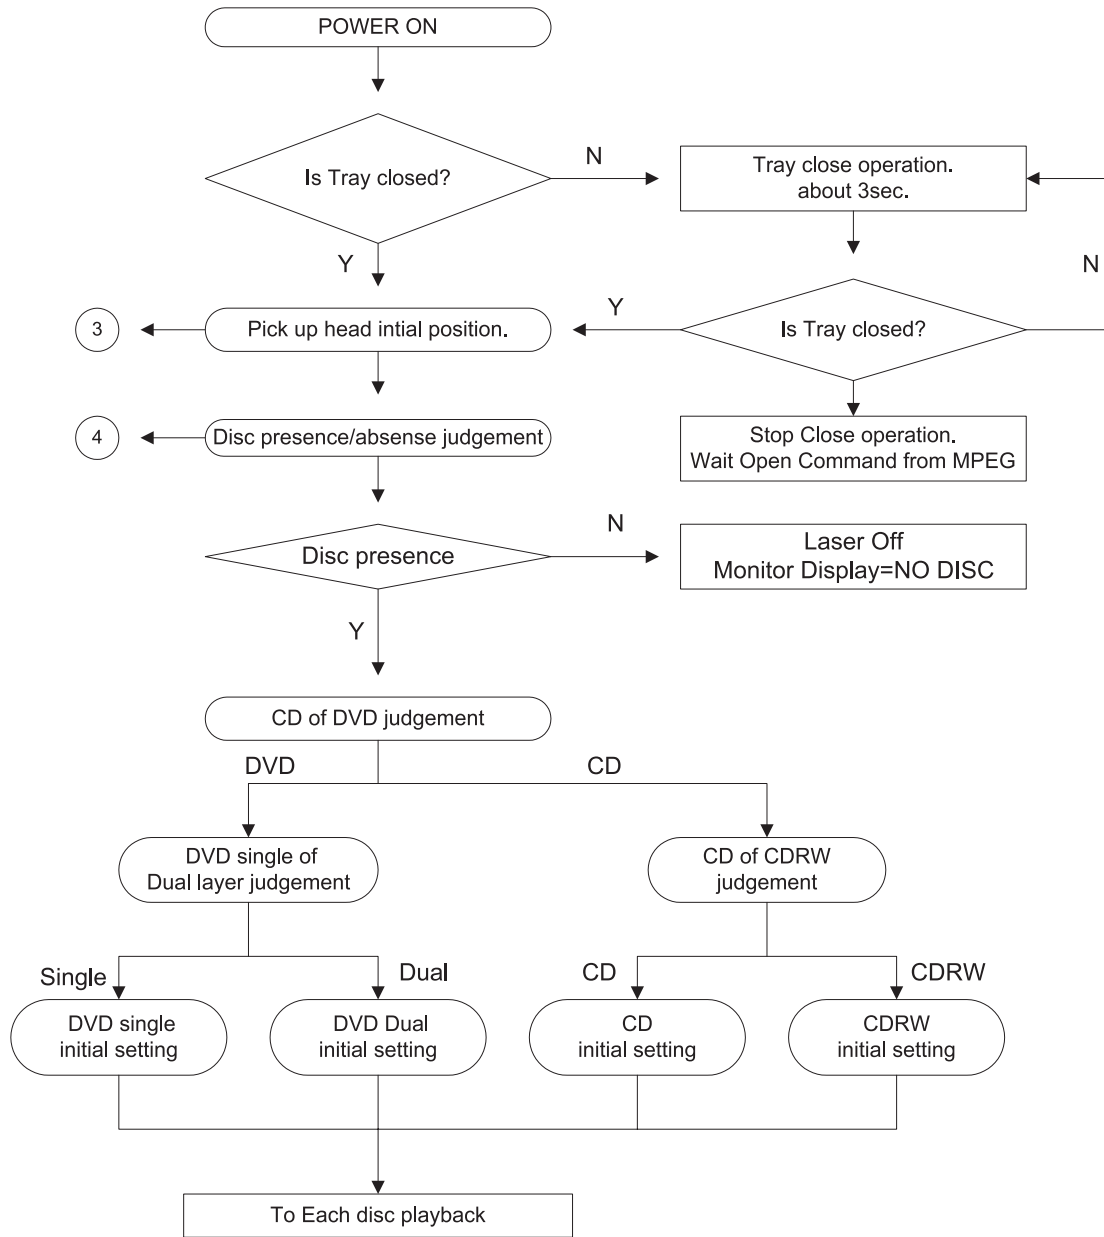 POWER ON
Is Tray closed?
N
Tray close operation.
about 3sec.
Y
N
3
Pick up head intial position.
Y
Is Tray closed?
4
Disc presence/absense judgement
Stop Close operation.
Wait Open Command from MPEG
Disc presence
N
Laser Off
Monitor Display=NO DISC
Y
CD of DVD judgement
DVD
CD
DVD single of
Dual layer judgement
CD of CDRW
judgement
Single
Dual
CD
CDRW
DVD single
initial setting
DVD Dual
initial setting
CD
initial setting
CDRW
initial setting
To Each disc playback